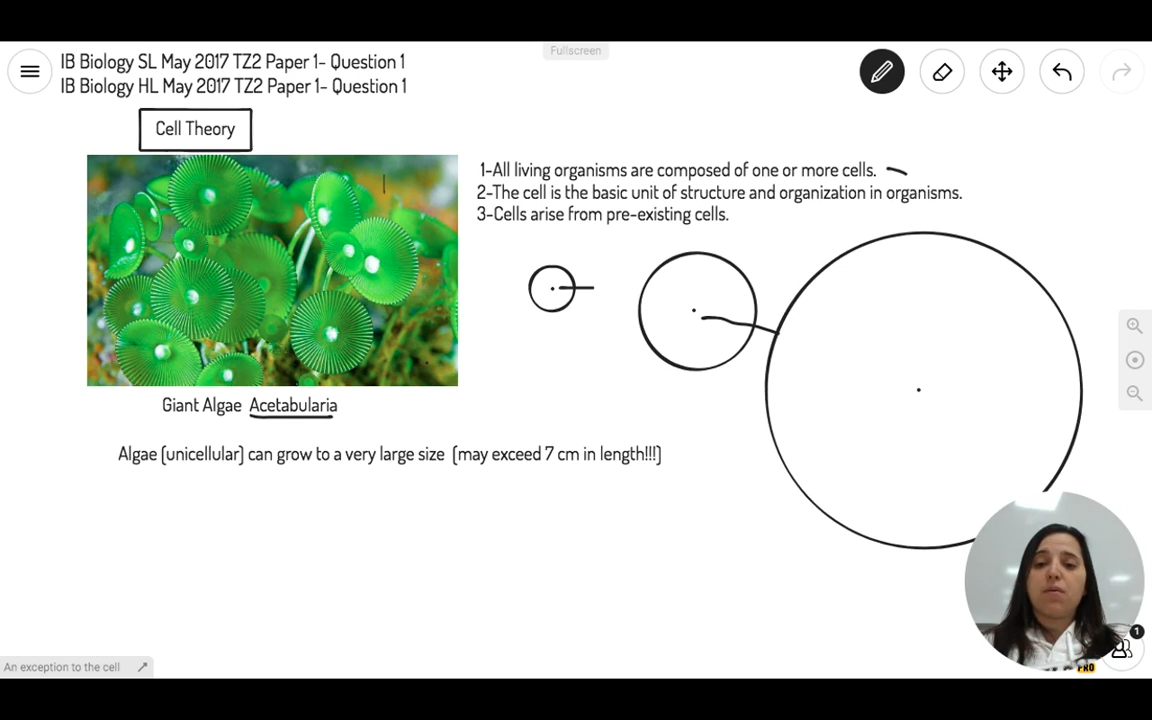 Fullscreen
IB Biology SL May 2017 TZ2 Paper 1- Question 1
IB Biology HL May 2017 TZ2 Paper 1- Question 1
Cell Theory
1-All living organisms are composed of one or more cells.
2-The cell is the basic unit of structure and organization in organisms.
3-Cells arise from pre-existing cells.
Giant Algae Acetabularia
Algae (unicellular) can grow to a very large size (may exceed 7 cm in length!!!)
1
PRO
An exception to the cell